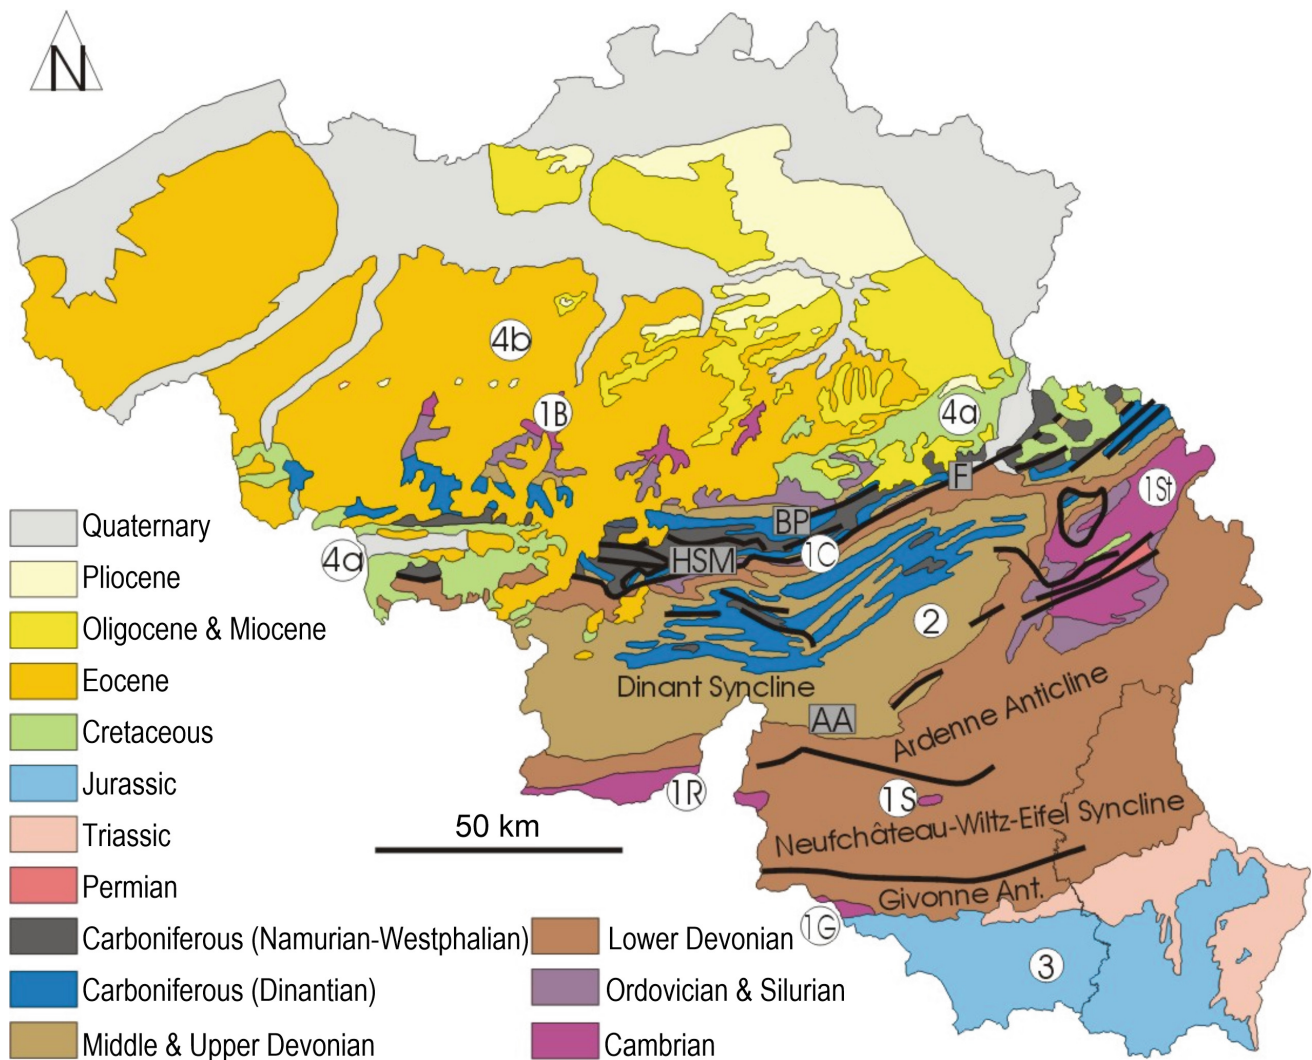 N
4b
1B
4a
F
1St
BP
4a
HSM
1C
2
Dinant Syncline
AA
Ardenne Anticline
1R
1S
Neufchâteau-Wiltz-Eifel Syncline
Givonne Ant.
1G
3
50 km
Quaternary
Pliocene
Oligocene & Miocene
Eocene
Cretaceous
Jurassic
Triassic
Permian
Carboniferous (Namurian-Westphalian)
Carboniferous (Dinantian)
Middle & Upper Devonian
Lower Devonian
Ordovician & Silurian
Cambrian